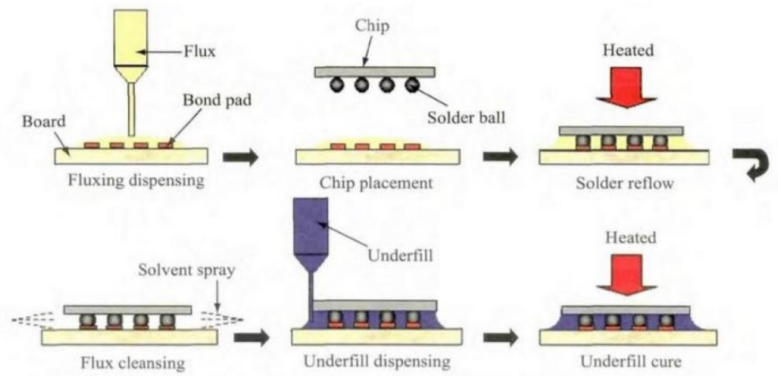 Flux
Bond pad
Board
Fluxing dispensing
Chip
Solder ball
Chip placement
Heated
Solder reflow
Solvent spray
Flux cleansing
Underfill
Underfill dispensing
Heated
Underfill cure